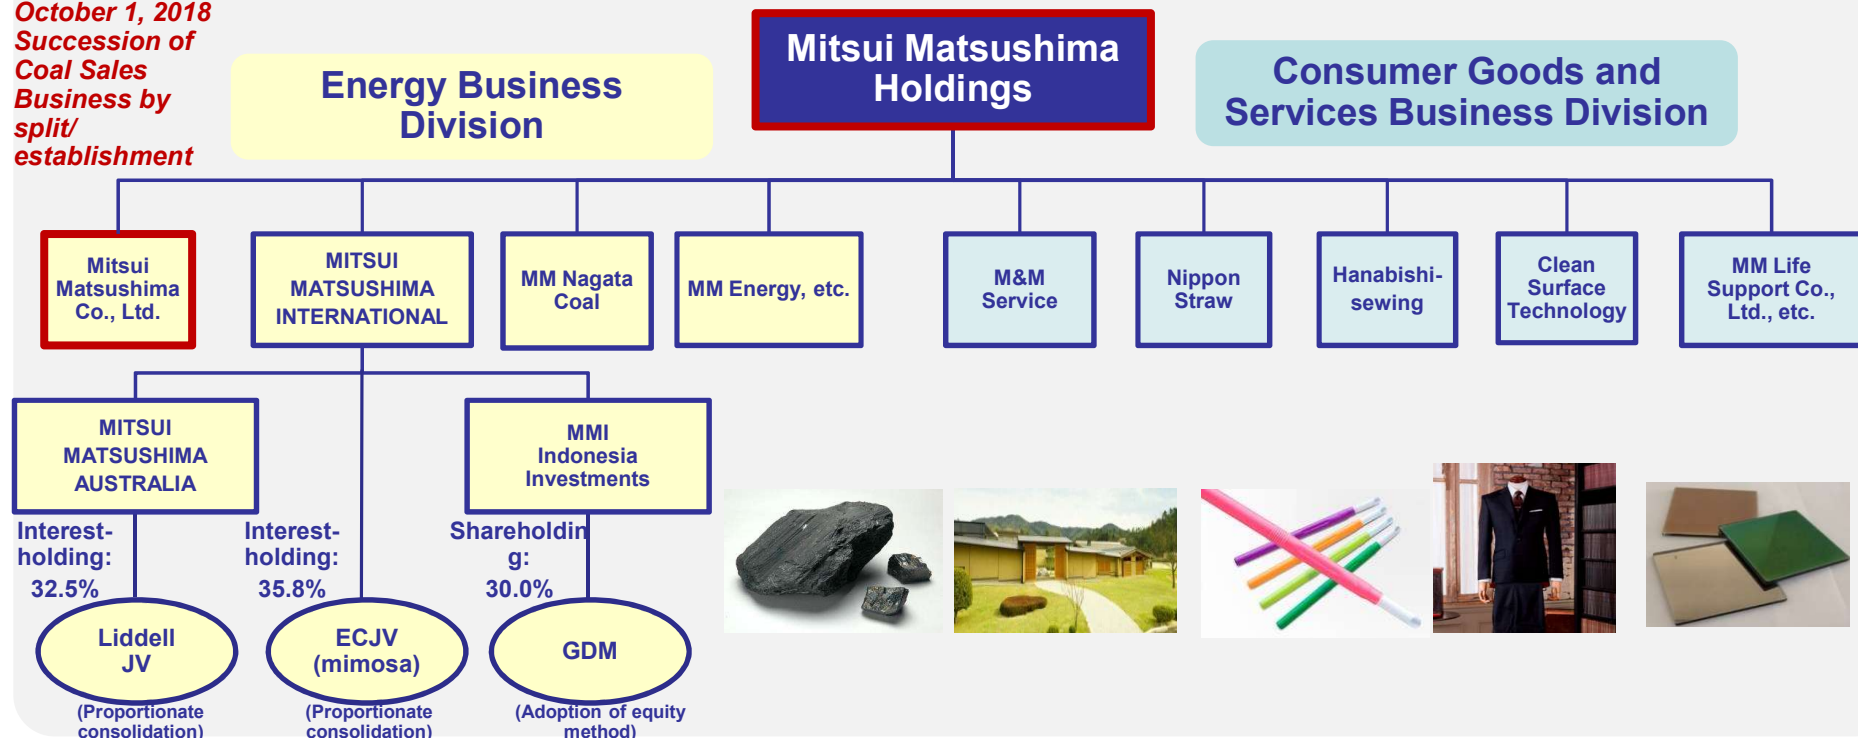 October 1, 2018
Succession of
Coal Sales
Business by
split/
establishment
Energy Business
Division
Mitsui Matsushima
Holdings
Consumer Goods and
Services Business Division
Mitsui
Matsushima
Co., Ltd.
MITSUI
MATSUSHIMA
INTERNATIONAL
MM Nagata
Coal
MM Energy, etc.
M&M
Service
Nippon
Straw
Hanabishi-
sewing
Clean
Surface
Technology
MM Life
Support Co.,
Ltd., etc.
MITSUI
MATSUSHIMA
AUSTRALIA
MMI
Indonesia
Investments
Interest-
holding:
32.5%
Interest-
holding:
35.8%
Shareholdin
g:
30.0%
Liddell
JV
ECJV
(mimosa)
GDM
(Proportionate
consolidation)
(Proportionate
consolidation)
(Adoption of equity
method)